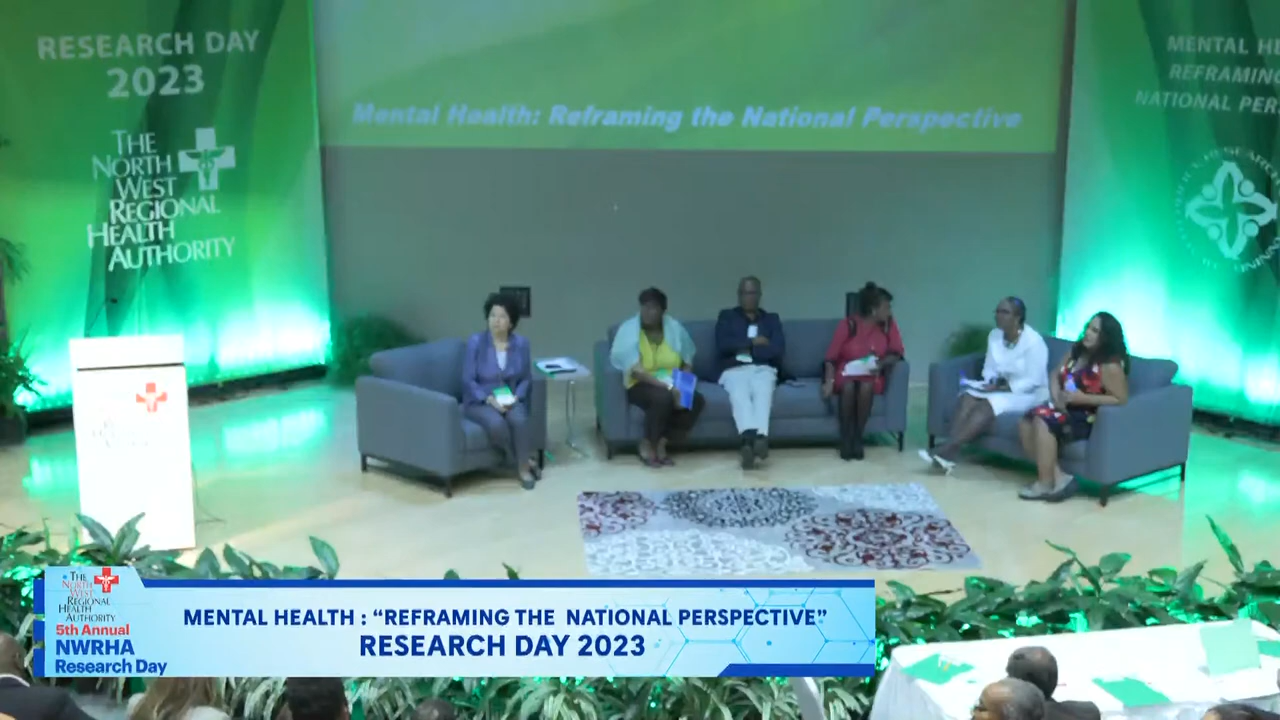 RESEARCH DAY
2023
THE
NORTH
WEST
REGIONAL
HEALTH
AUTHORITY
Mental Health: Reframing the National Perspective
MENTAL HE
REFRAMING
NATIONAL PER
THE
NORTH
WEST
REGIONAL
HEALTH
AUTHORITY
5th Annual
NWRHA
Research Day
MENTAL HEALTH : “REFRAMING THE NATIONAL PERSPECTIVE”
RESEARCH DAY 2023